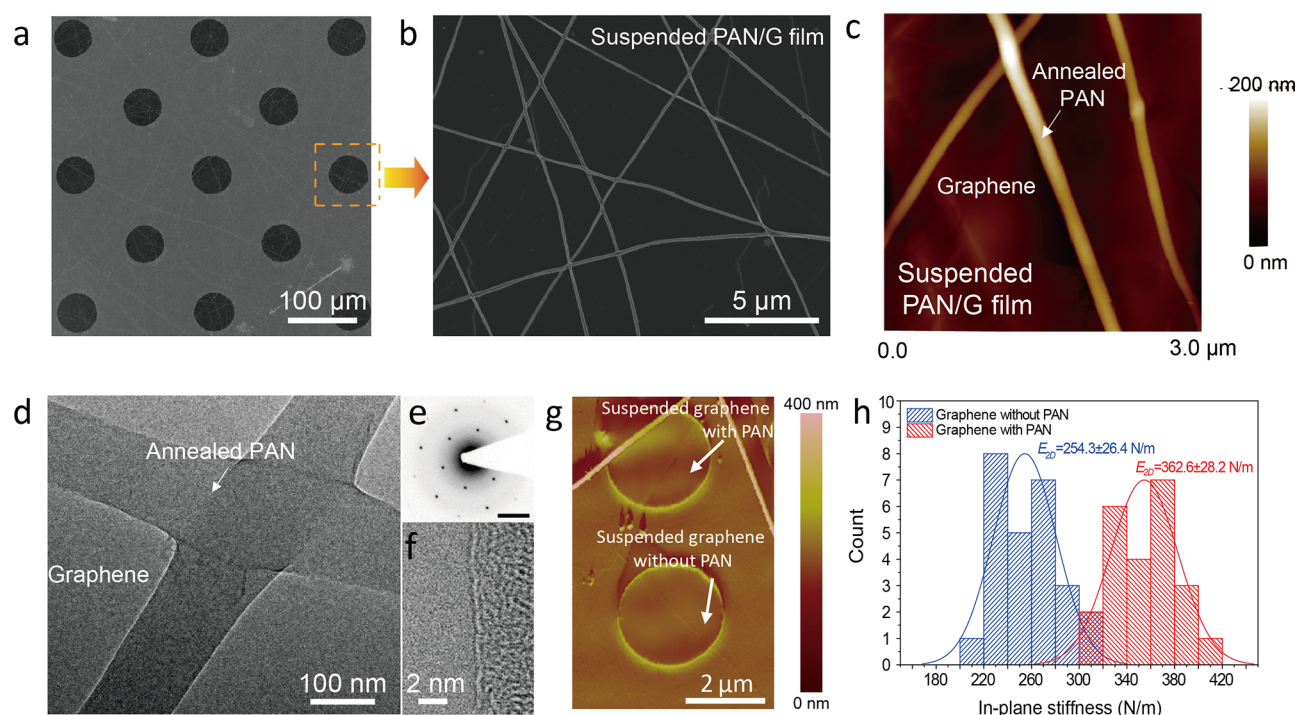 a
b
Suspended PAN/G film
c
Annealed
PAN
200 nm
Graphene
Suspended
PAN/G film
0 nm
100 μm
5 μm
0.0
3.0 μm
d
Annealed PAN
Graphene
100 nm
e
f
2 nm
g
400 nm
Suspended graphene
with PAN
Suspended graphene
without PAN
2 μm
0 nm
h
Graphene without PAN
Graphene with PAN
E2D=254.3±26.4 N/m
E2D=362.6±28.2 N/m
10
9
8
7
6
5
4
3
2
1
0
Count
180
220
260
300
340
380
420
In-plane stiffness (N/m)